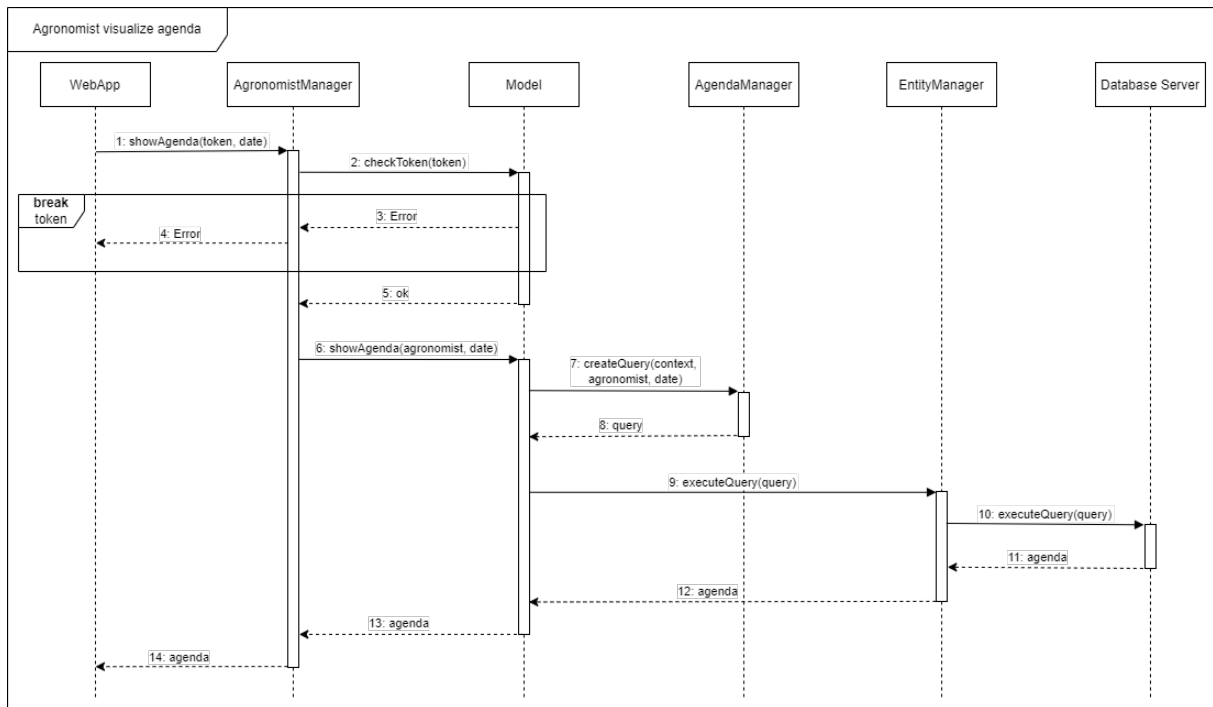 Agronomist visualize agenda
WebApp
AgronomistManager
Model
AgendaManager
EntityManager
Database Server
1: showAgenda(token, date)
2: checkToken(token)
break
token
3: Error
4: Error
5: ok
6: showAgenda(agronomist, date)
7: createQuery(context,
agronomist, date)
8: query
9: executeQuery(query)
10: executeQuery(query)
11: agenda
12: agenda
13: agenda
14: agenda